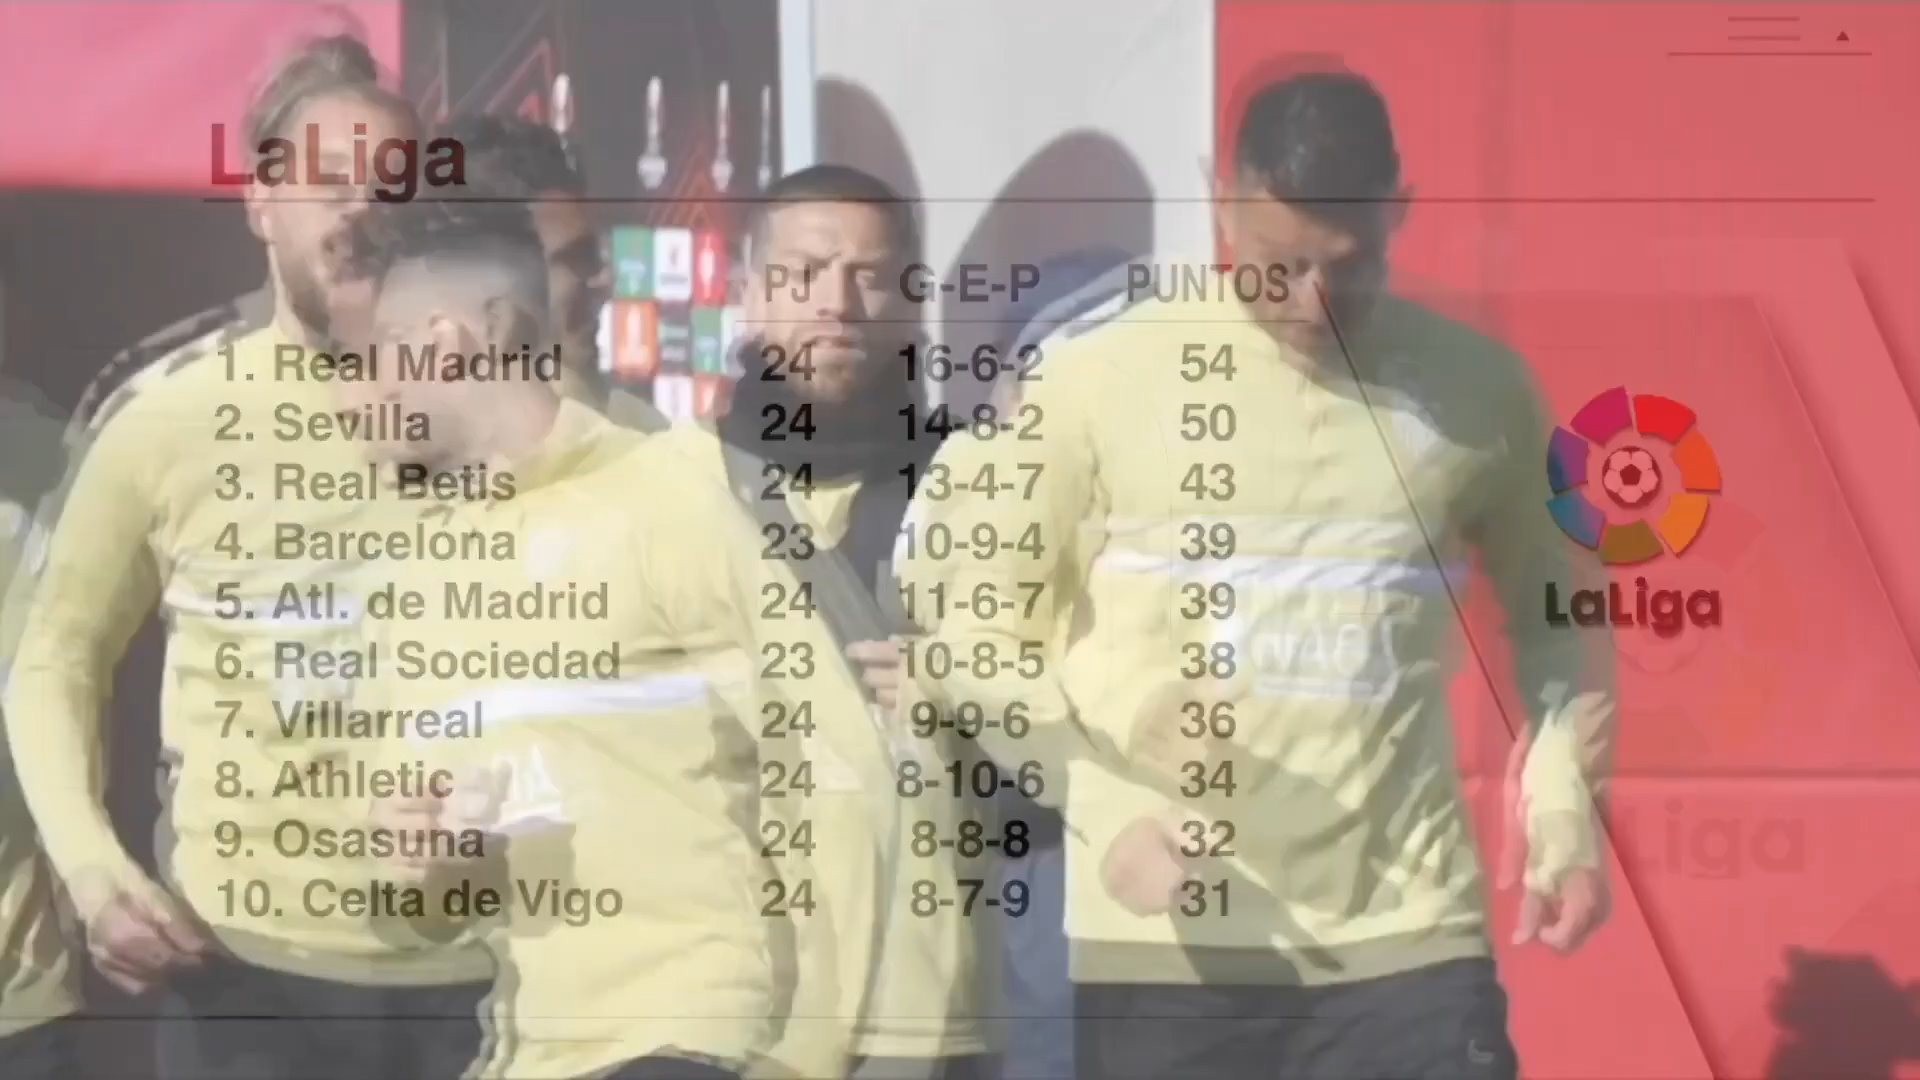 LaLiga
PJ G-E-P PUNTOS
1. Real Madrid 24 16-6-2 54
2. Sevilla 24 14-8-2 50
3. Real Betis 24 13-4-7 43
4. Barcelona 23 10-9-4 39
5. Atl. de Madrid 24 11-6-7 39
6. Real Sociedad 23 10-8-5 38
7. Villarreal 24 9-9-6 36
8. Athletic 24 8-10-6 34
9. Osasuna 24 8-8-8 32
10. Celta de Vigo 24 8-7-9 31
LaLiga
Liga